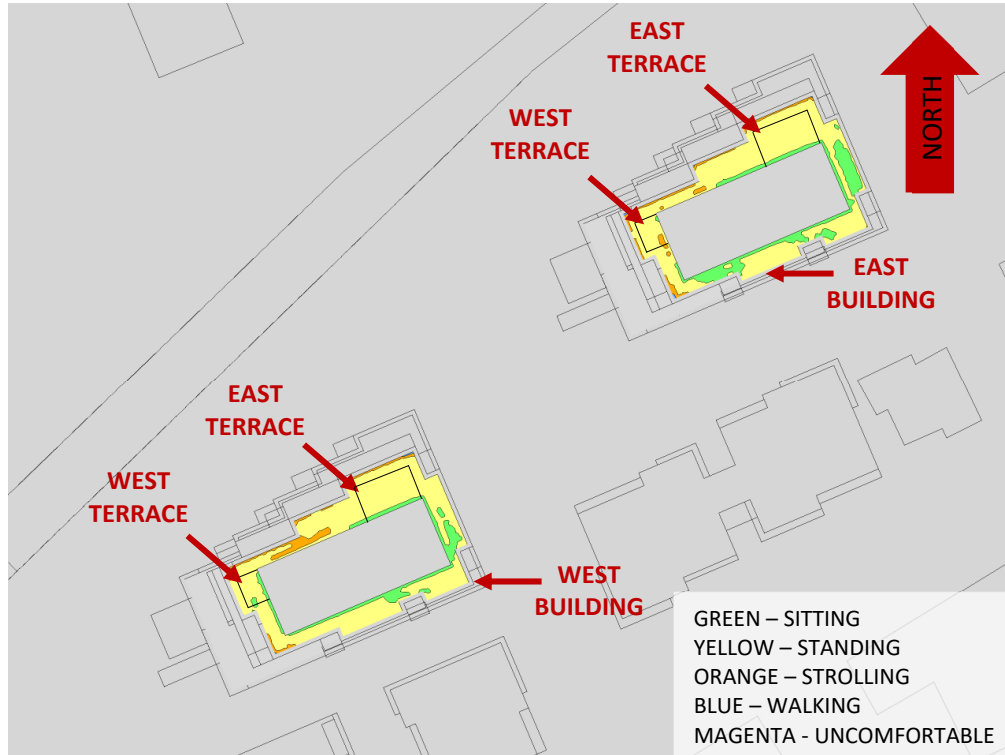 EAST
TERRACE
NORTH
WEST
TERRACE
EAST
BUILDING
EAST
TERRACE
WEST
TERRACE
WEST
BUILDING
GREEN – SITTING
YELLOW – STANDING
ORANGE – STROLLING
BLUE – WALKING
MAGENTA - UNCOMFORTABLE